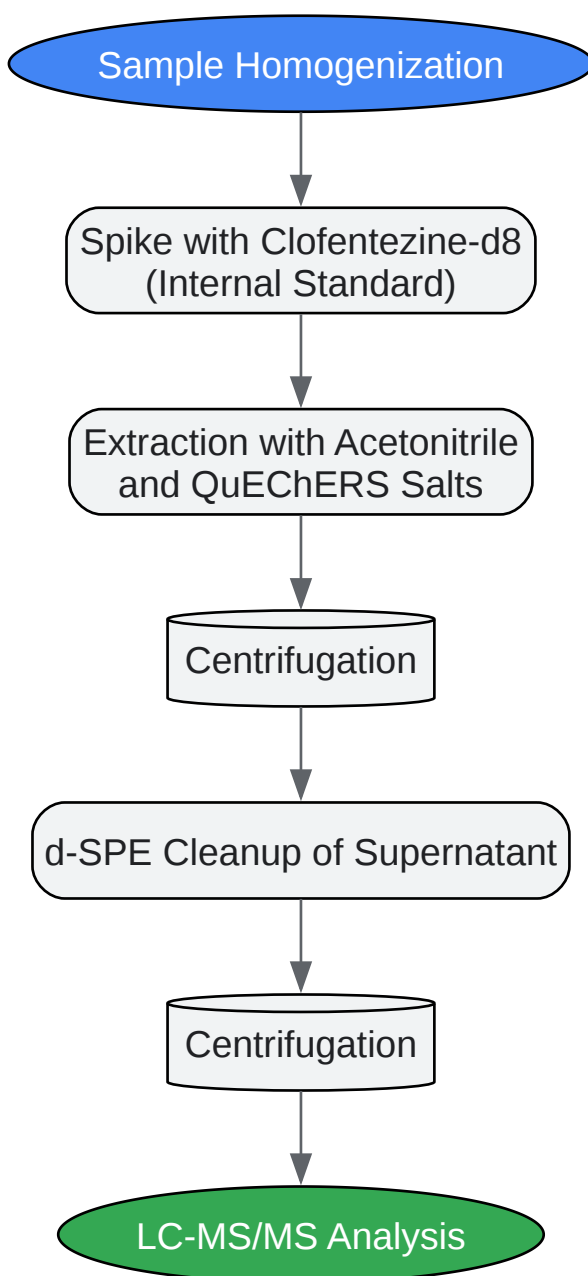 Sample Homogenization
Spike with Clofentezine-d8
(Internal Standard)
Extraction with Acetonitrile
and QuEChERS Salts
Centrifugation
d-SPE Cleanup of Supernatant
Centrifugation
LC-MS/MS Analysis